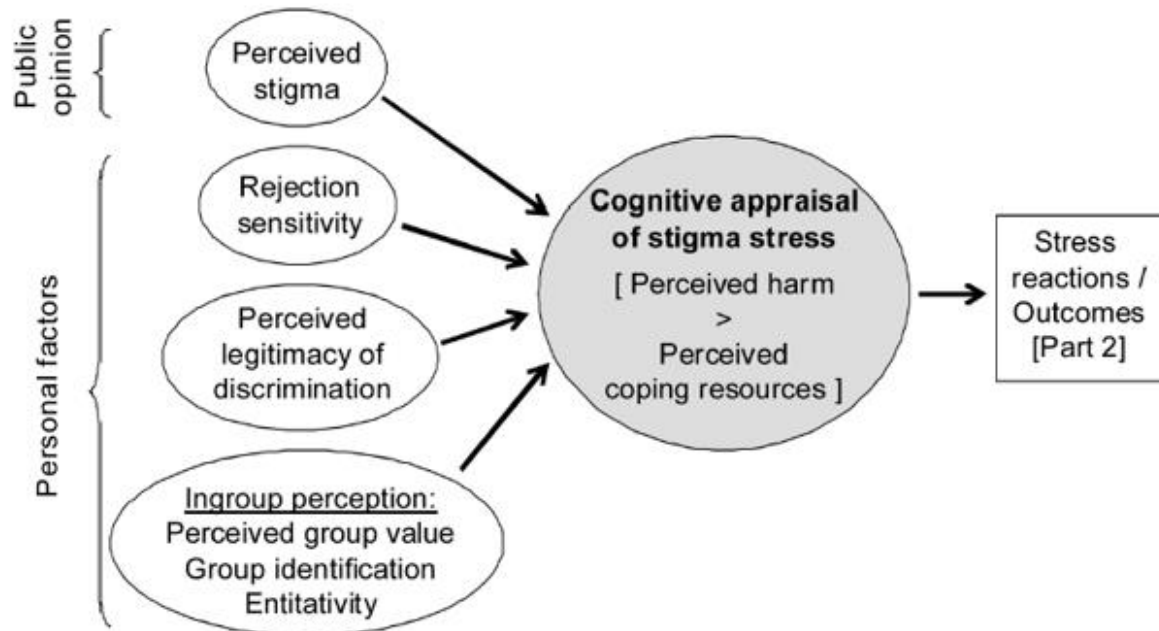 Public
opinion
Perceived
stigma
Personal factors
Rejection
sensitivity
Perceived
legitimacy of
discrimination
Ingroup perception:
Perceived group value
Group identification
Entitativity
Cognitive appraisal
of stigma stress
[ Perceived harm
>
Perceived
coping resources ]
Stress
reactions /
Outcomes
[Part 2]